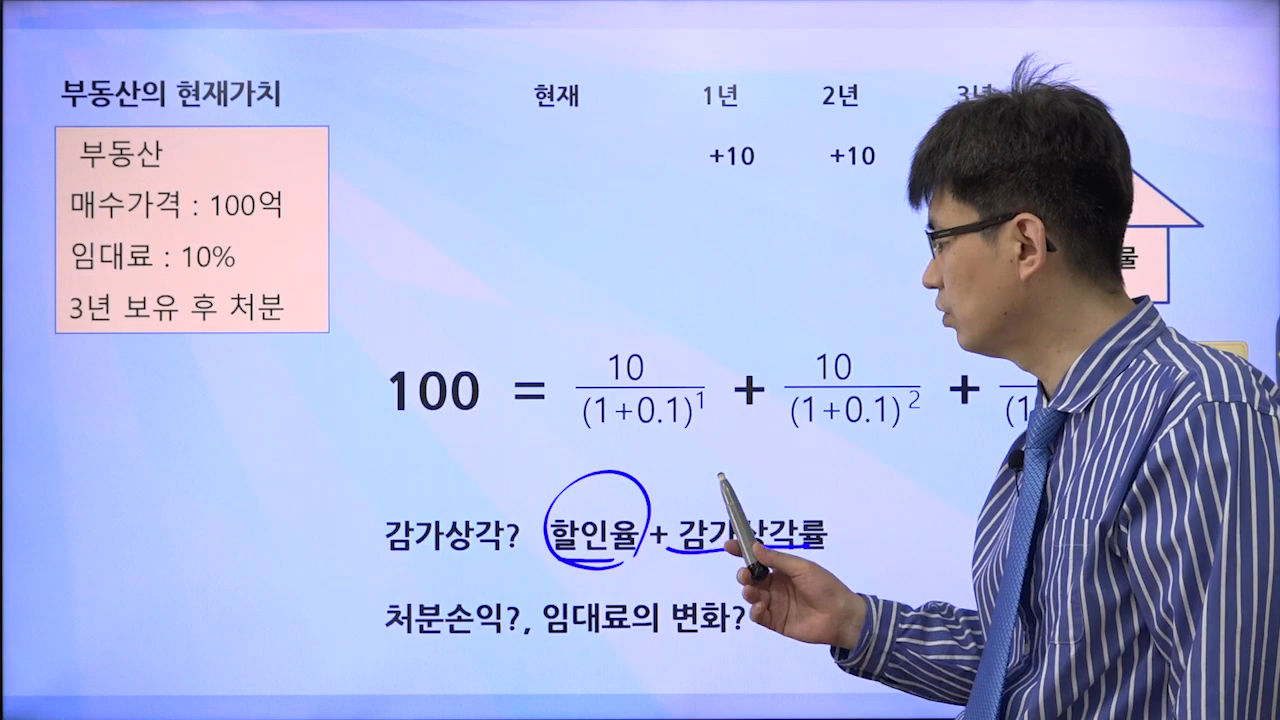 부동산의 현재가치
현재 1년 2년 3년
+10 +10
부동산
매수가격 : 100억
임대료 : 10%
3년 보유 후 처분
100 = 10/(1+0.1)^1 + 10/(1+0.1)^2 + (1
감가상각? 할인율 + 감가상각률
처분손익?, 임대료의 변화?